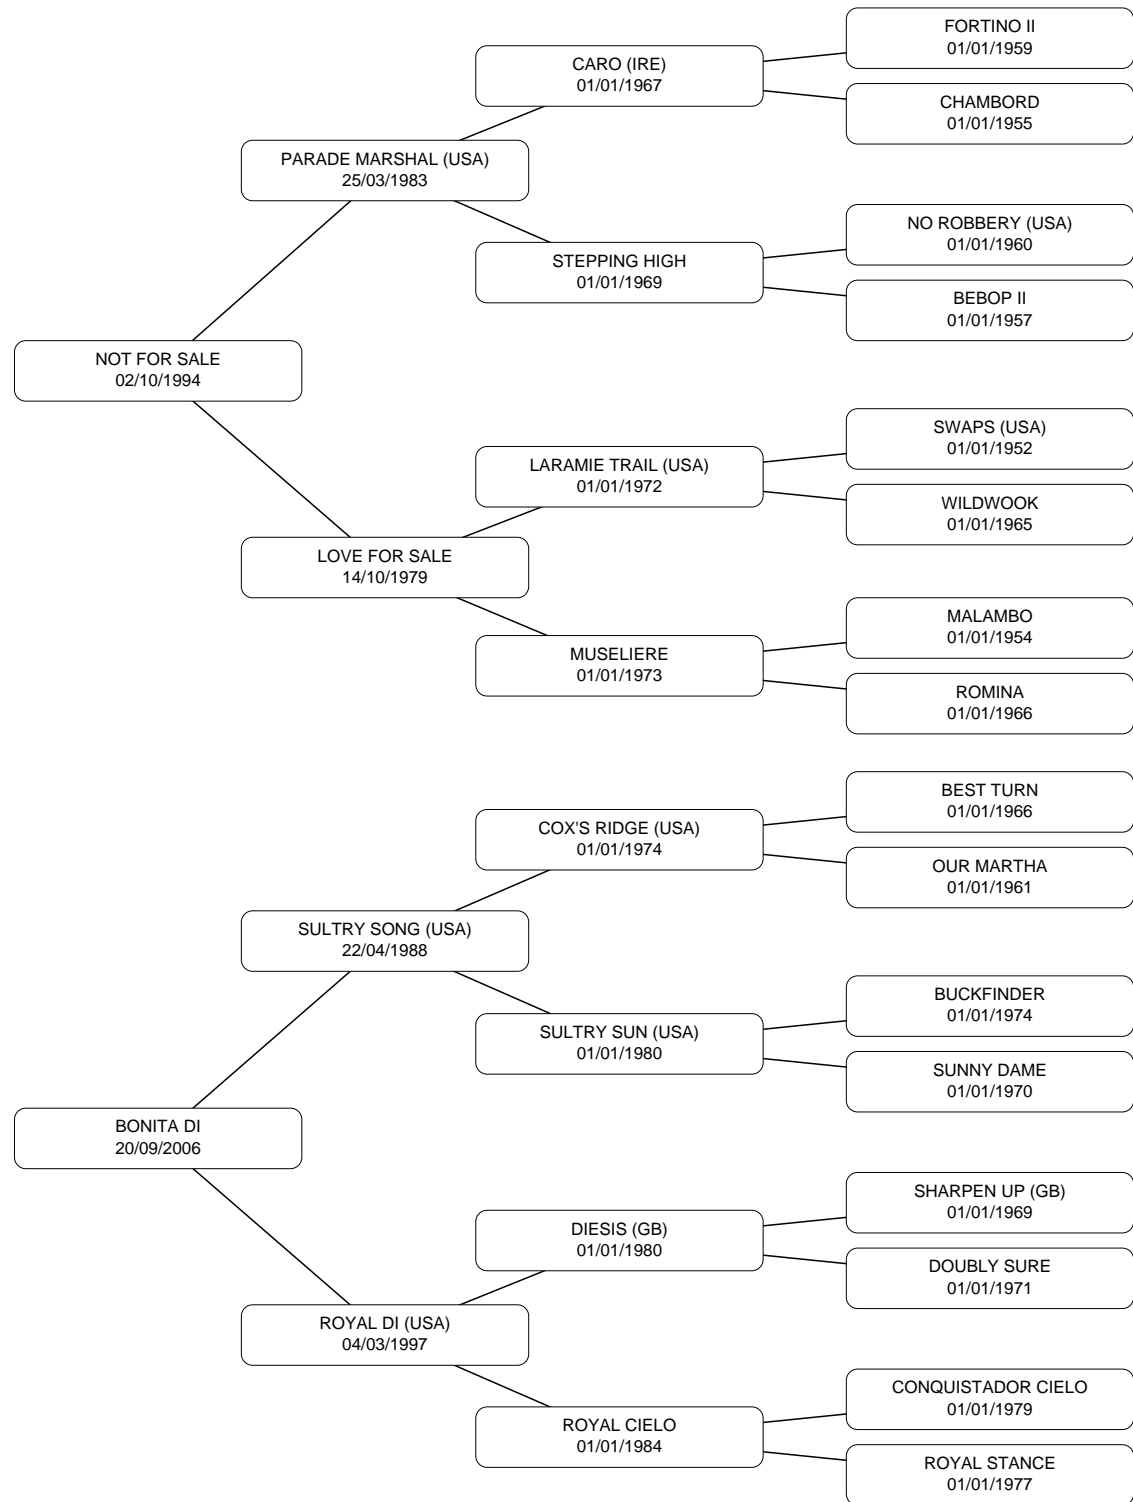 FORTINO II
01/01/1959
CARO (IRE)
01/01/1967
CHAMBORD
01/01/1955
PARADE MARSHAL (USA)
25/03/1983
NO ROBBERY (USA)
01/01/1960
STEPPING HIGH
01/01/1969
BEBOP II
01/01/1957
NOT FOR SALE
02/10/1994
SWAPS (USA)
01/01/1952
LARAMIE TRAIL (USA)
01/01/1972
WILDWOOK
01/01/1965
LOVE FOR SALE
14/10/1979
MALAMBO
01/01/1954
MUSELIERE
01/01/1973
ROMINA
01/01/1966
BEST TURN
01/01/1966
COX'S RIDGE (USA)
01/01/1974
OUR MARTHA
01/01/1961
SULTRY SONG (USA)
22/04/1988
BUCKFINDER
01/01/1974
SULTRY SUN (USA)
01/01/1980
SUNNY DAME
01/01/1970
BONITA DI
20/09/2006
SHARPEN UP (GB)
01/01/1969
DIESIS (GB)
01/01/1980
DOUBLY SURE
01/01/1971
ROYAL DI (USA)
04/03/1997
CONQUISTADOR CIELO
01/01/1979
ROYAL CIELO
01/01/1984
ROYAL STANCE
01/01/1977